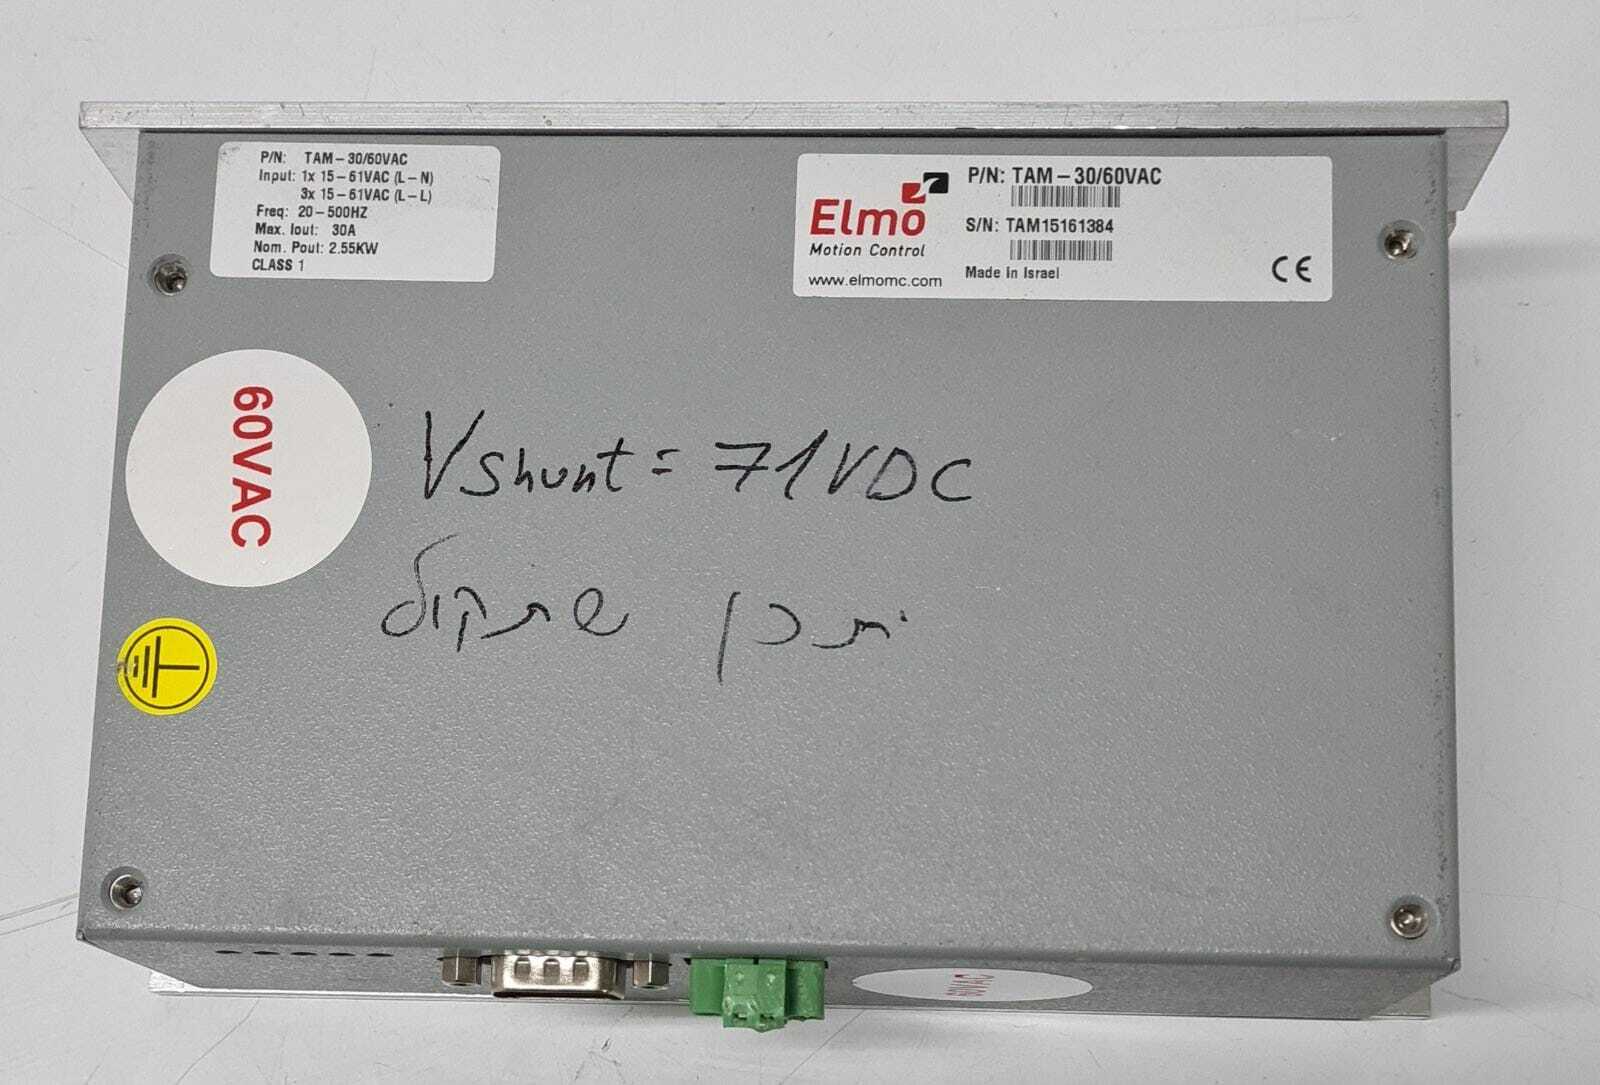 P/N: TAM-30/60VAC
Input: 1x 15-61VAC (L-N)
3x 15-61VAC (L-L)
Freq: 20-500HZ
Max. Iout: 30A
Nom. Pout: 2.55KW
CLASS 1
Elmo
Motion Control
www.elmomc.com
P/N: TAM-30/60VAC
S/N: TAM15161384
Made in Israel
CE
60VAC
Vshunt = 71VDC
יתכן שתקול
60VAC